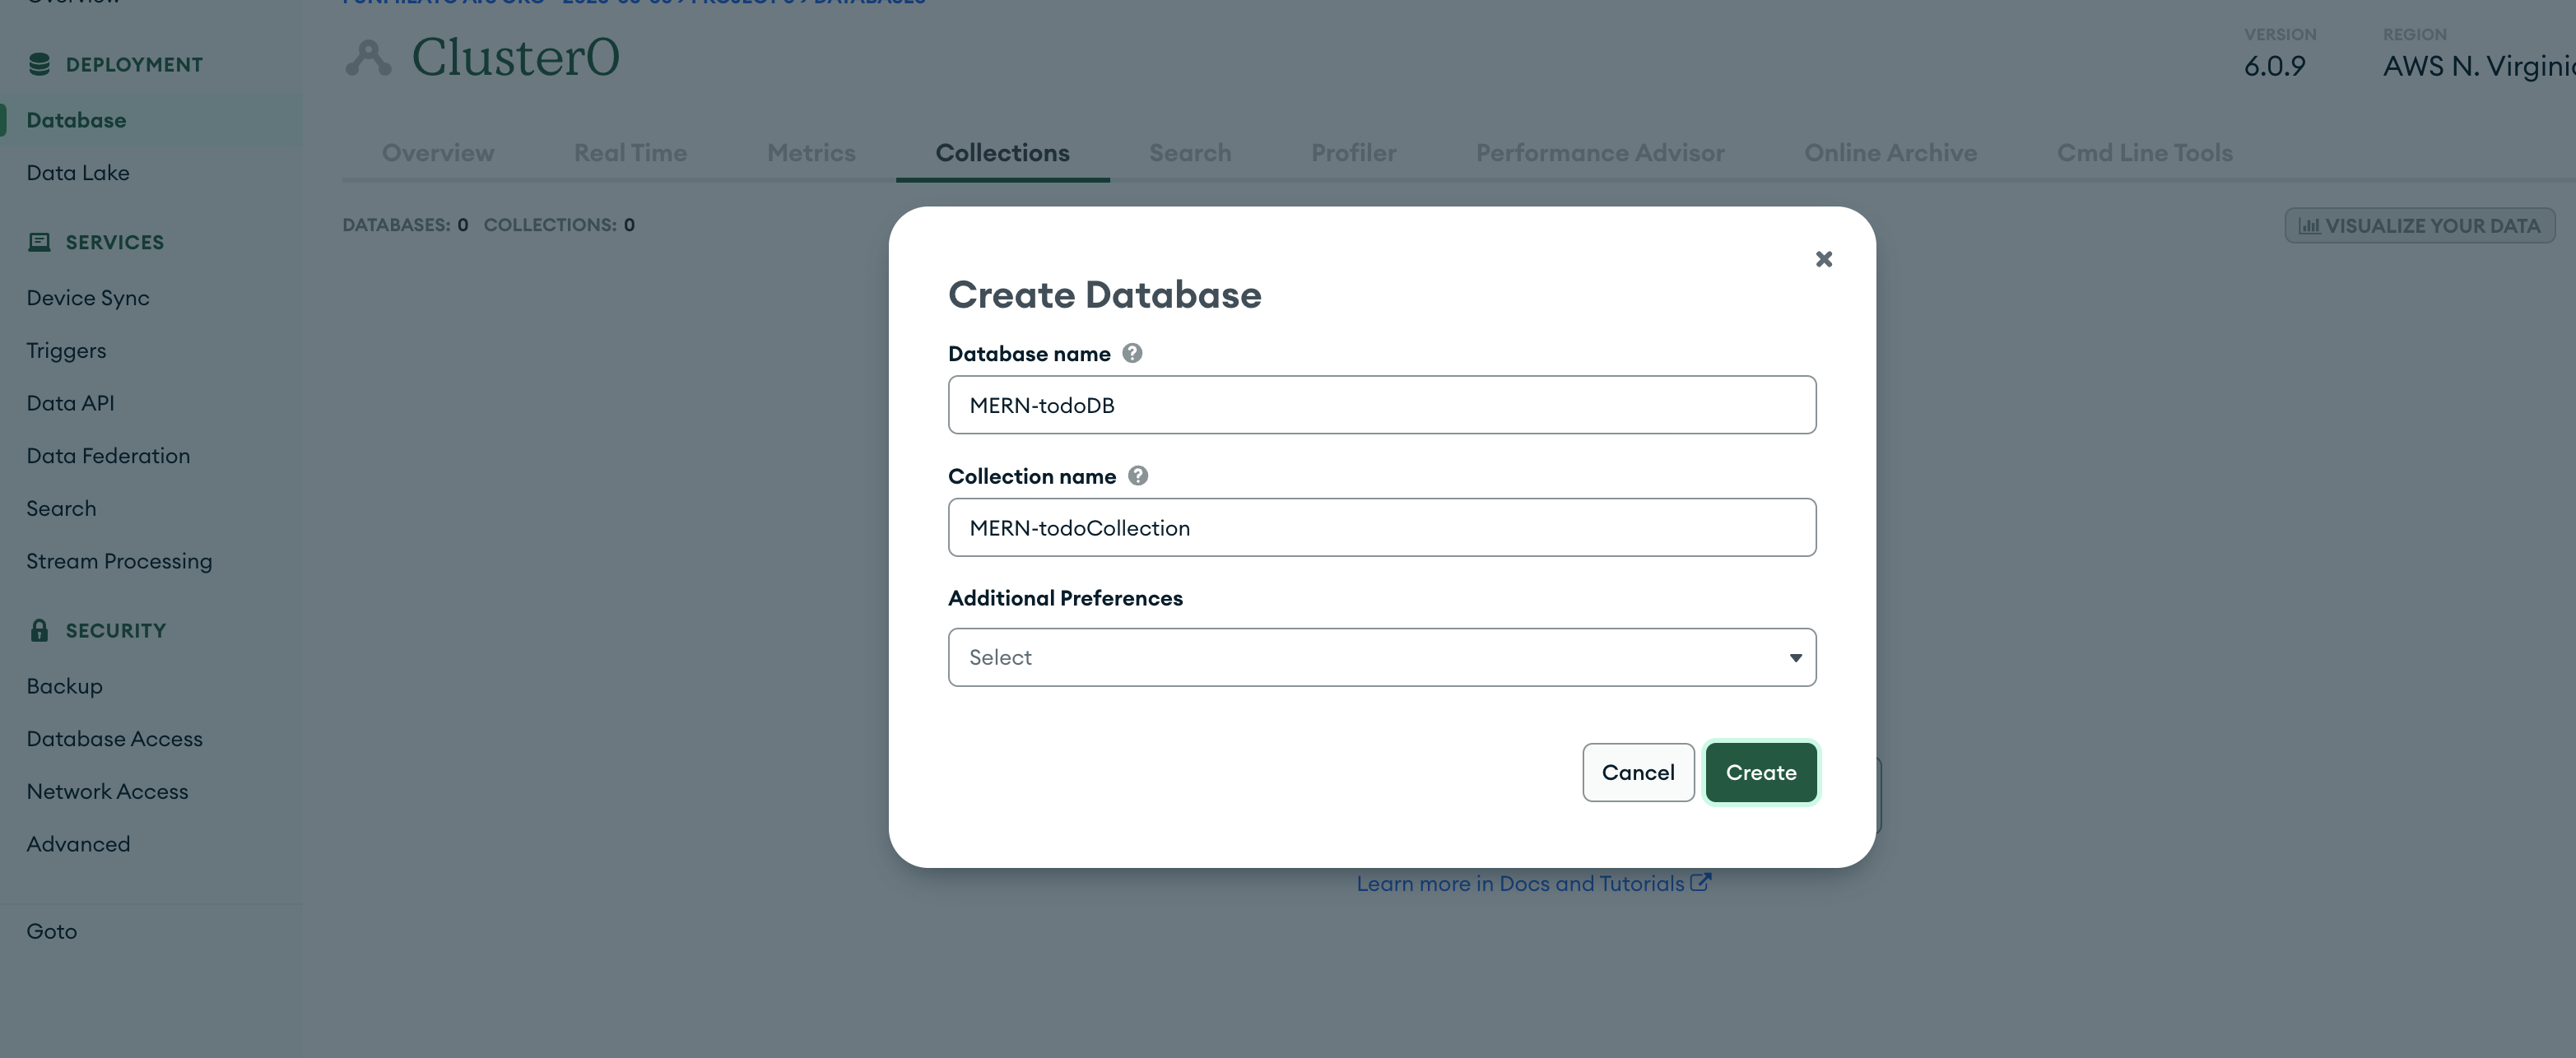 DEPLOYMENT
Database
Data Lake
SERVICES
Device Sync
Triggers
Data API
Data Federation
Search
Stream Processing
SECURITY
Backup
Database Access
Network Access
Advanced
Goto
Cluster0
VERSION
6.0.9
REGION
AWS N. Virginia
Overview Real Time Metrics Collections Search Profiler Performance Advisor Online Archive Cmd Line Tools
DATABASES: 0 COLLECTIONS: 0
VISUALIZE YOUR DATA
Create Database
Database name
MERN-todoDB
Collection name
MERN-todoCollection
Additional Preferences
Select
Cancel
Create
Learn more in Docs and Tutorials